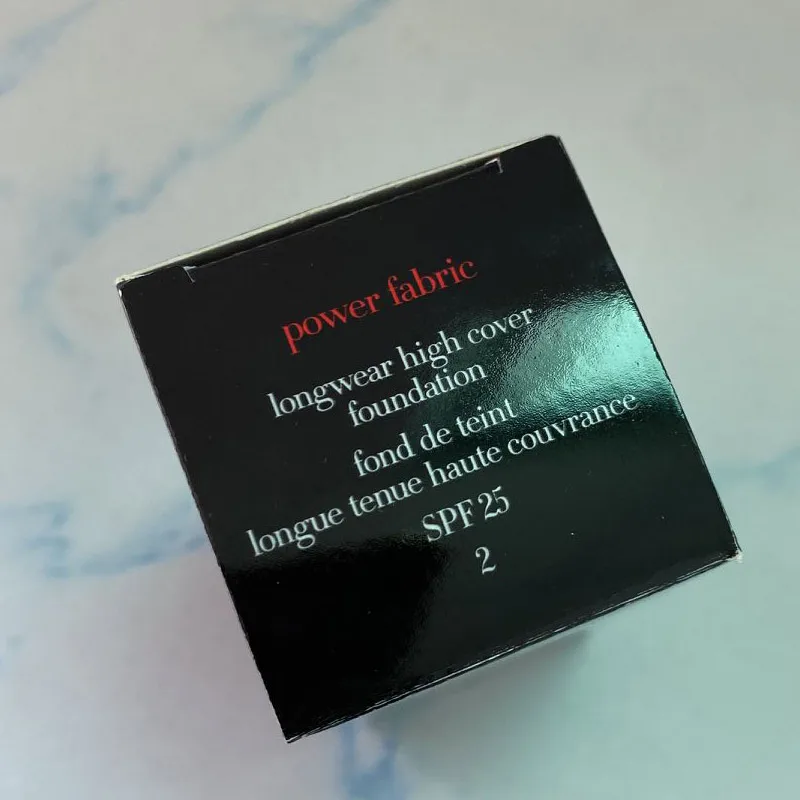 power fabric
longwear high cover
foundation
fond de teint
longue tenue haute couvrance
SPF 25
2